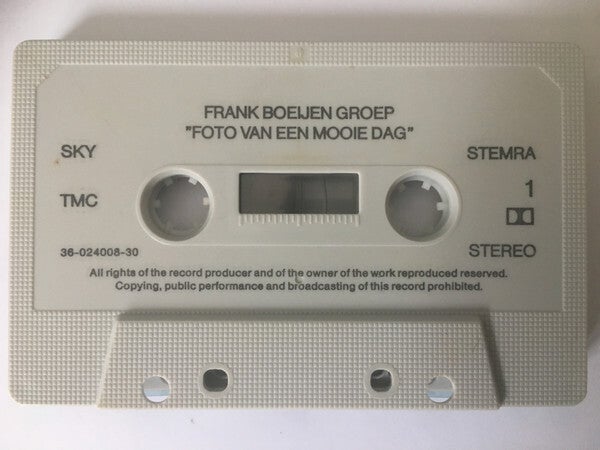 FRANK BOEIJEN GROEP
"FOTO VAN EEN MOOIE DAG"
SKY
STEMRA
TMC
1
36-024008-30
STEREO
All rights of the record producer and of the owner of the work reproduced reserved.
Copying, public performance and broadcasting of this record prohibited.